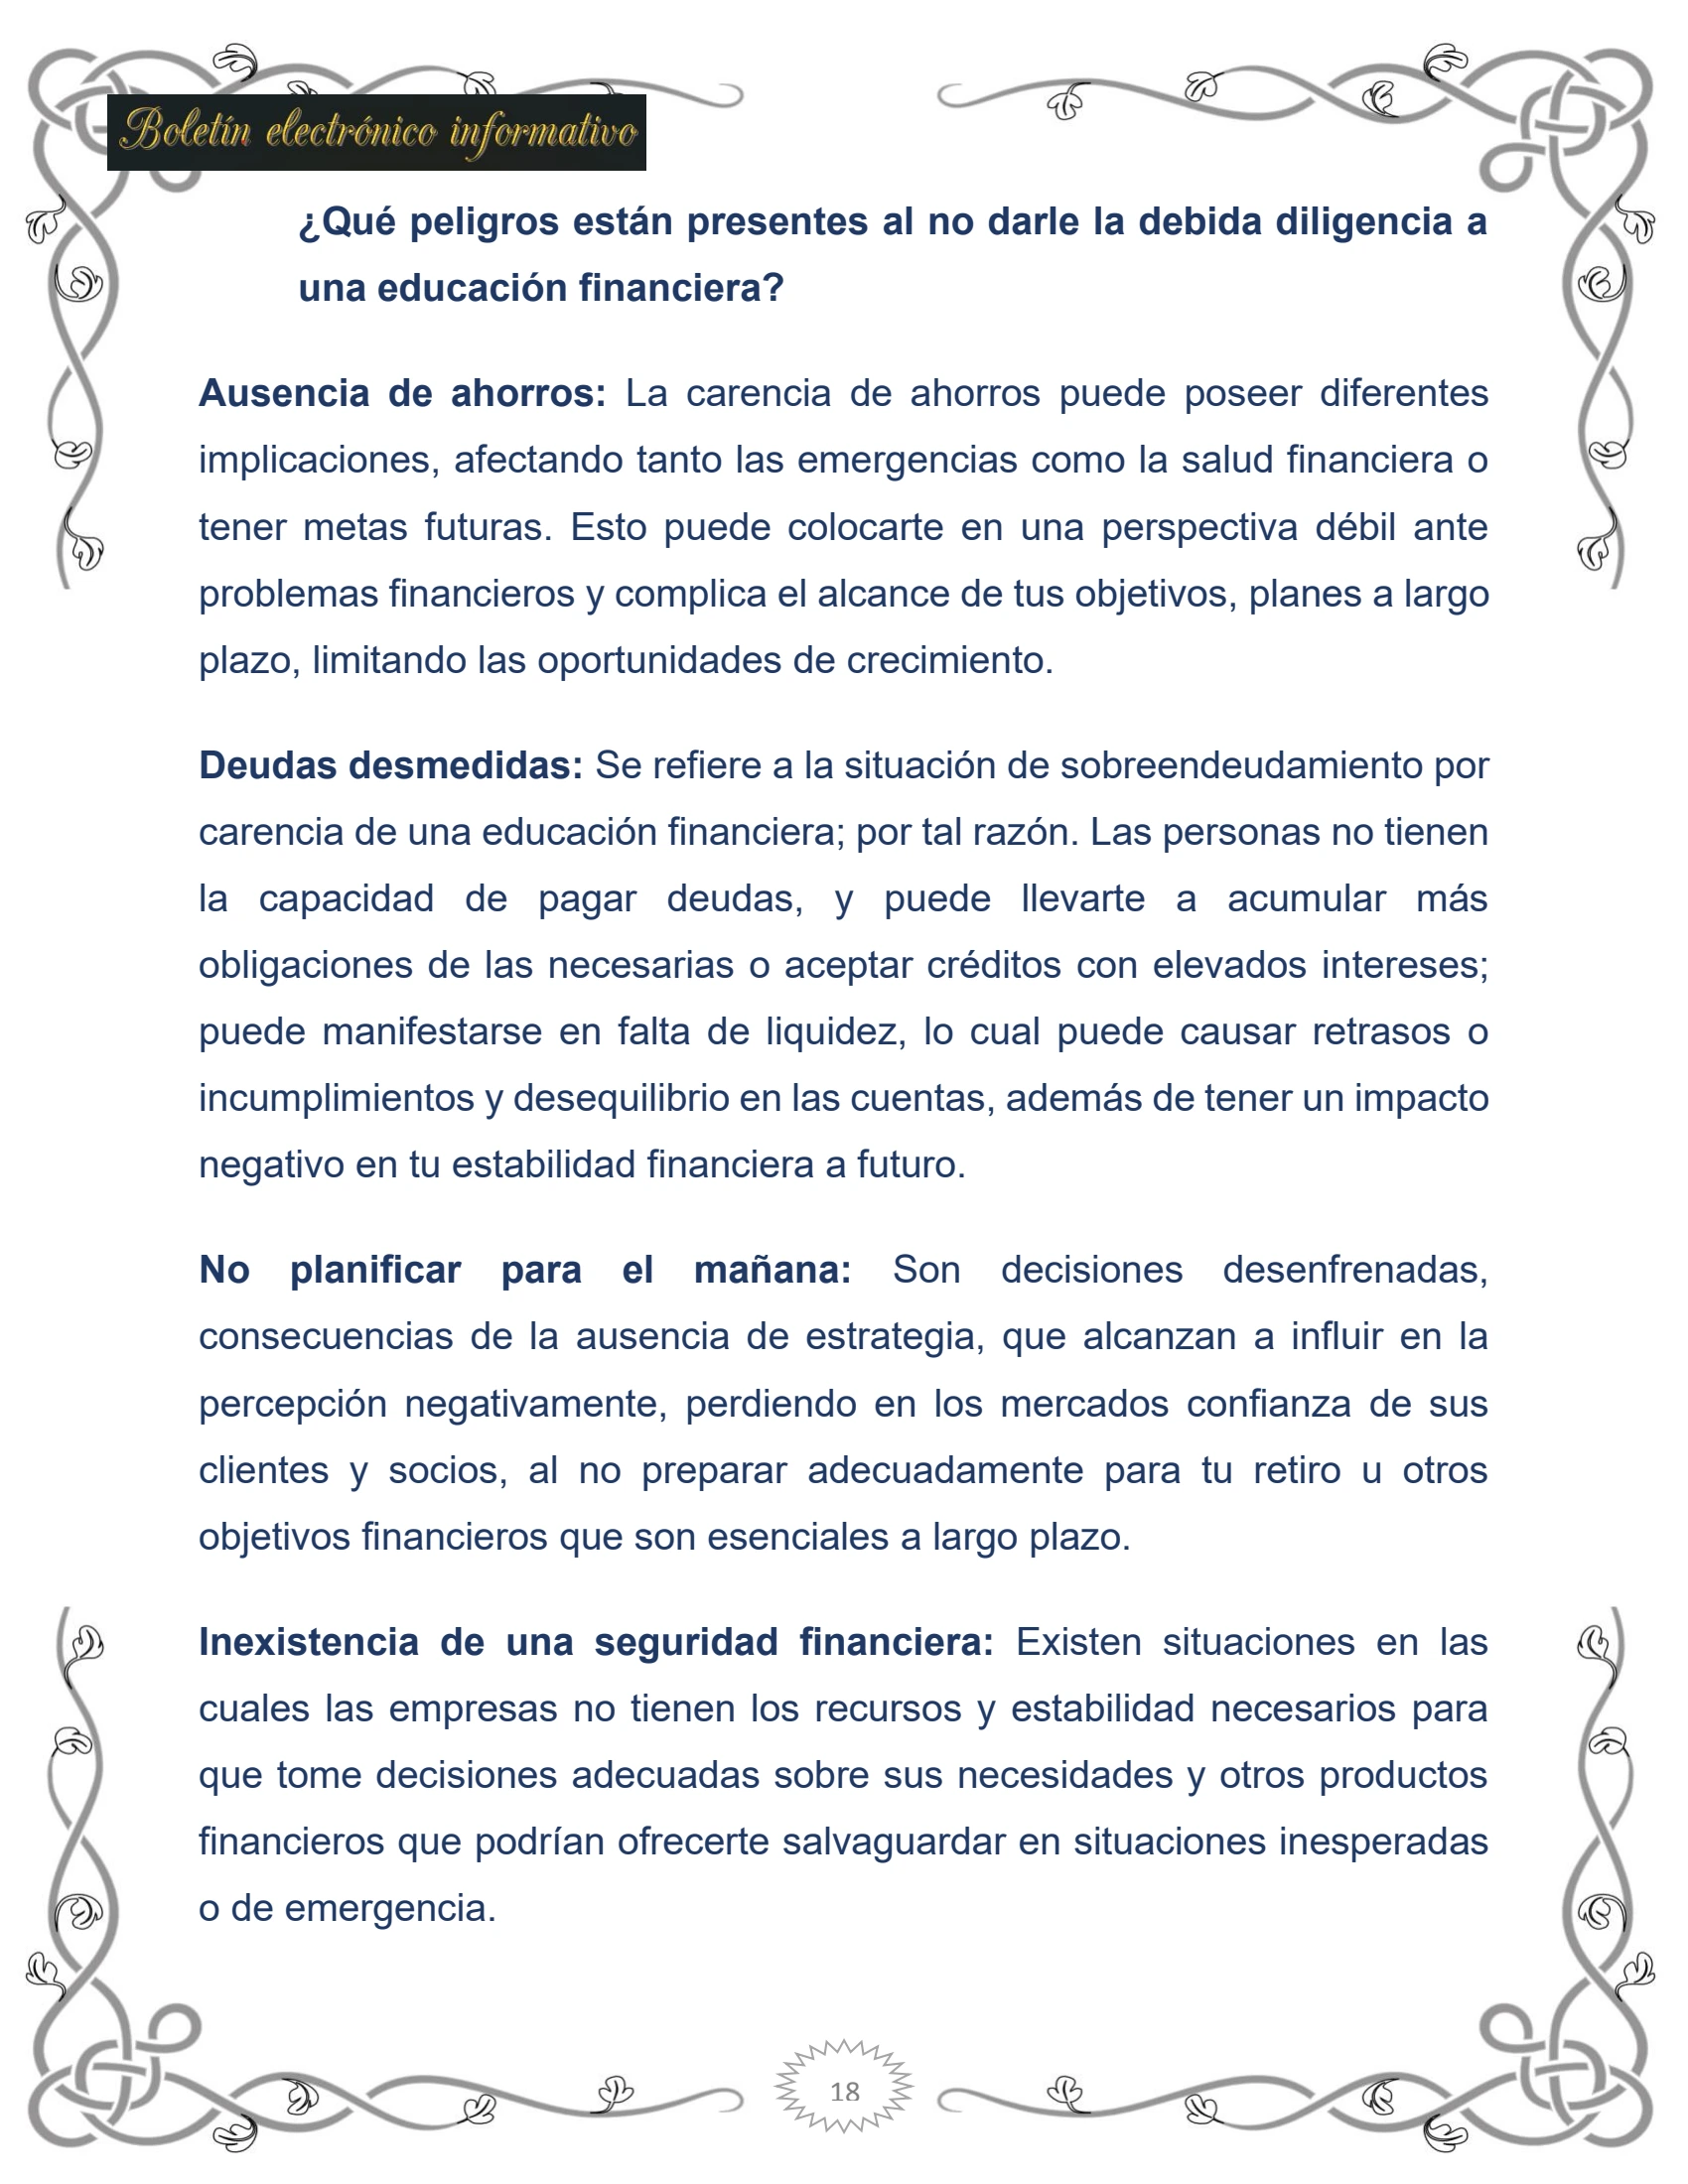 Boletín electrónico informativo
¿Qué peligros están presentes al no darle la debida diligencia a
una educación financiera?
Ausencia de ahorros: La carencia de ahorros puede poseer diferentes
implicaciones, afectando tanto las emergencias como la salud financiera o
tener metas futuras. Esto puede colocarte en una perspectiva débil ante
problemas financieros y complica el alcance de tus objetivos, planes a largo
plazo, limitando las oportunidades de crecimiento.
Deudas desmedidas: Se refiere a la situación de sobreendeudamiento por
carencia de una educación financiera; por tal razón. Las personas no tienen
la capacidad de pagar deudas, y puede llevarte a acumular más
obligaciones de las necesarias o aceptar créditos con elevados intereses;
puede manifestarse en falta de liquidez, lo cual puede causar retrasos o
incumplimientos y desequilibrio en las cuentas, además de tener un impacto
negativo en tu estabilidad financiera a futuro.
No planificar para el mañana: Son decisiones desenfrenadas,
consecuencias de la ausencia de estrategia, que alcanzan a influir en la
percepción negativamente, perdiendo en los mercados confianza de sus
clientes y socios, al no preparar adecuadamente para tu retiro u otros
objetivos financieros que son esenciales a largo plazo.
Inexistencia de una seguridad financiera: Existen situaciones en las
cuales las empresas no tienen los recursos y estabilidad necesarios para
que tome decisiones adecuadas sobre sus necesidades y otros productos
financieros que podrían ofrecerte salvaguardar en situaciones inesperadas
o de emergencia.
18